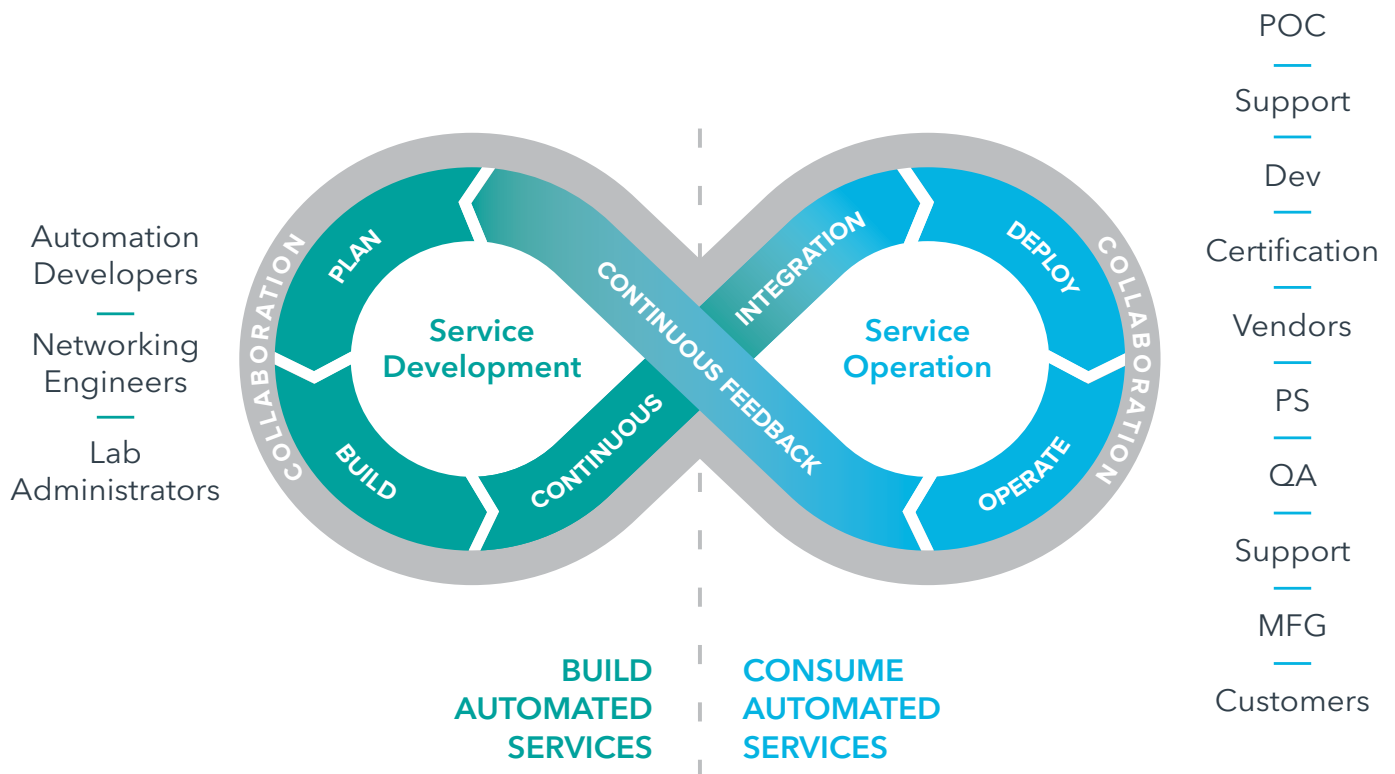 Automation
Developers
Networking
Engineers
Lab
Administrators
COLLABORATION
PLAN
BUILD
Service
Development
CONTINUOUS
INTEGRATION
CONTINUOUS FEEDBACK
Service
Operation
DEPLOY
OPERATE
COLLABORATION
BUILD
AUTOMATED
SERVICES
CONSUME
AUTOMATED
SERVICES
POC
Support
Dev
Certification
Vendors
PS
QA
Support
MFG
Customers